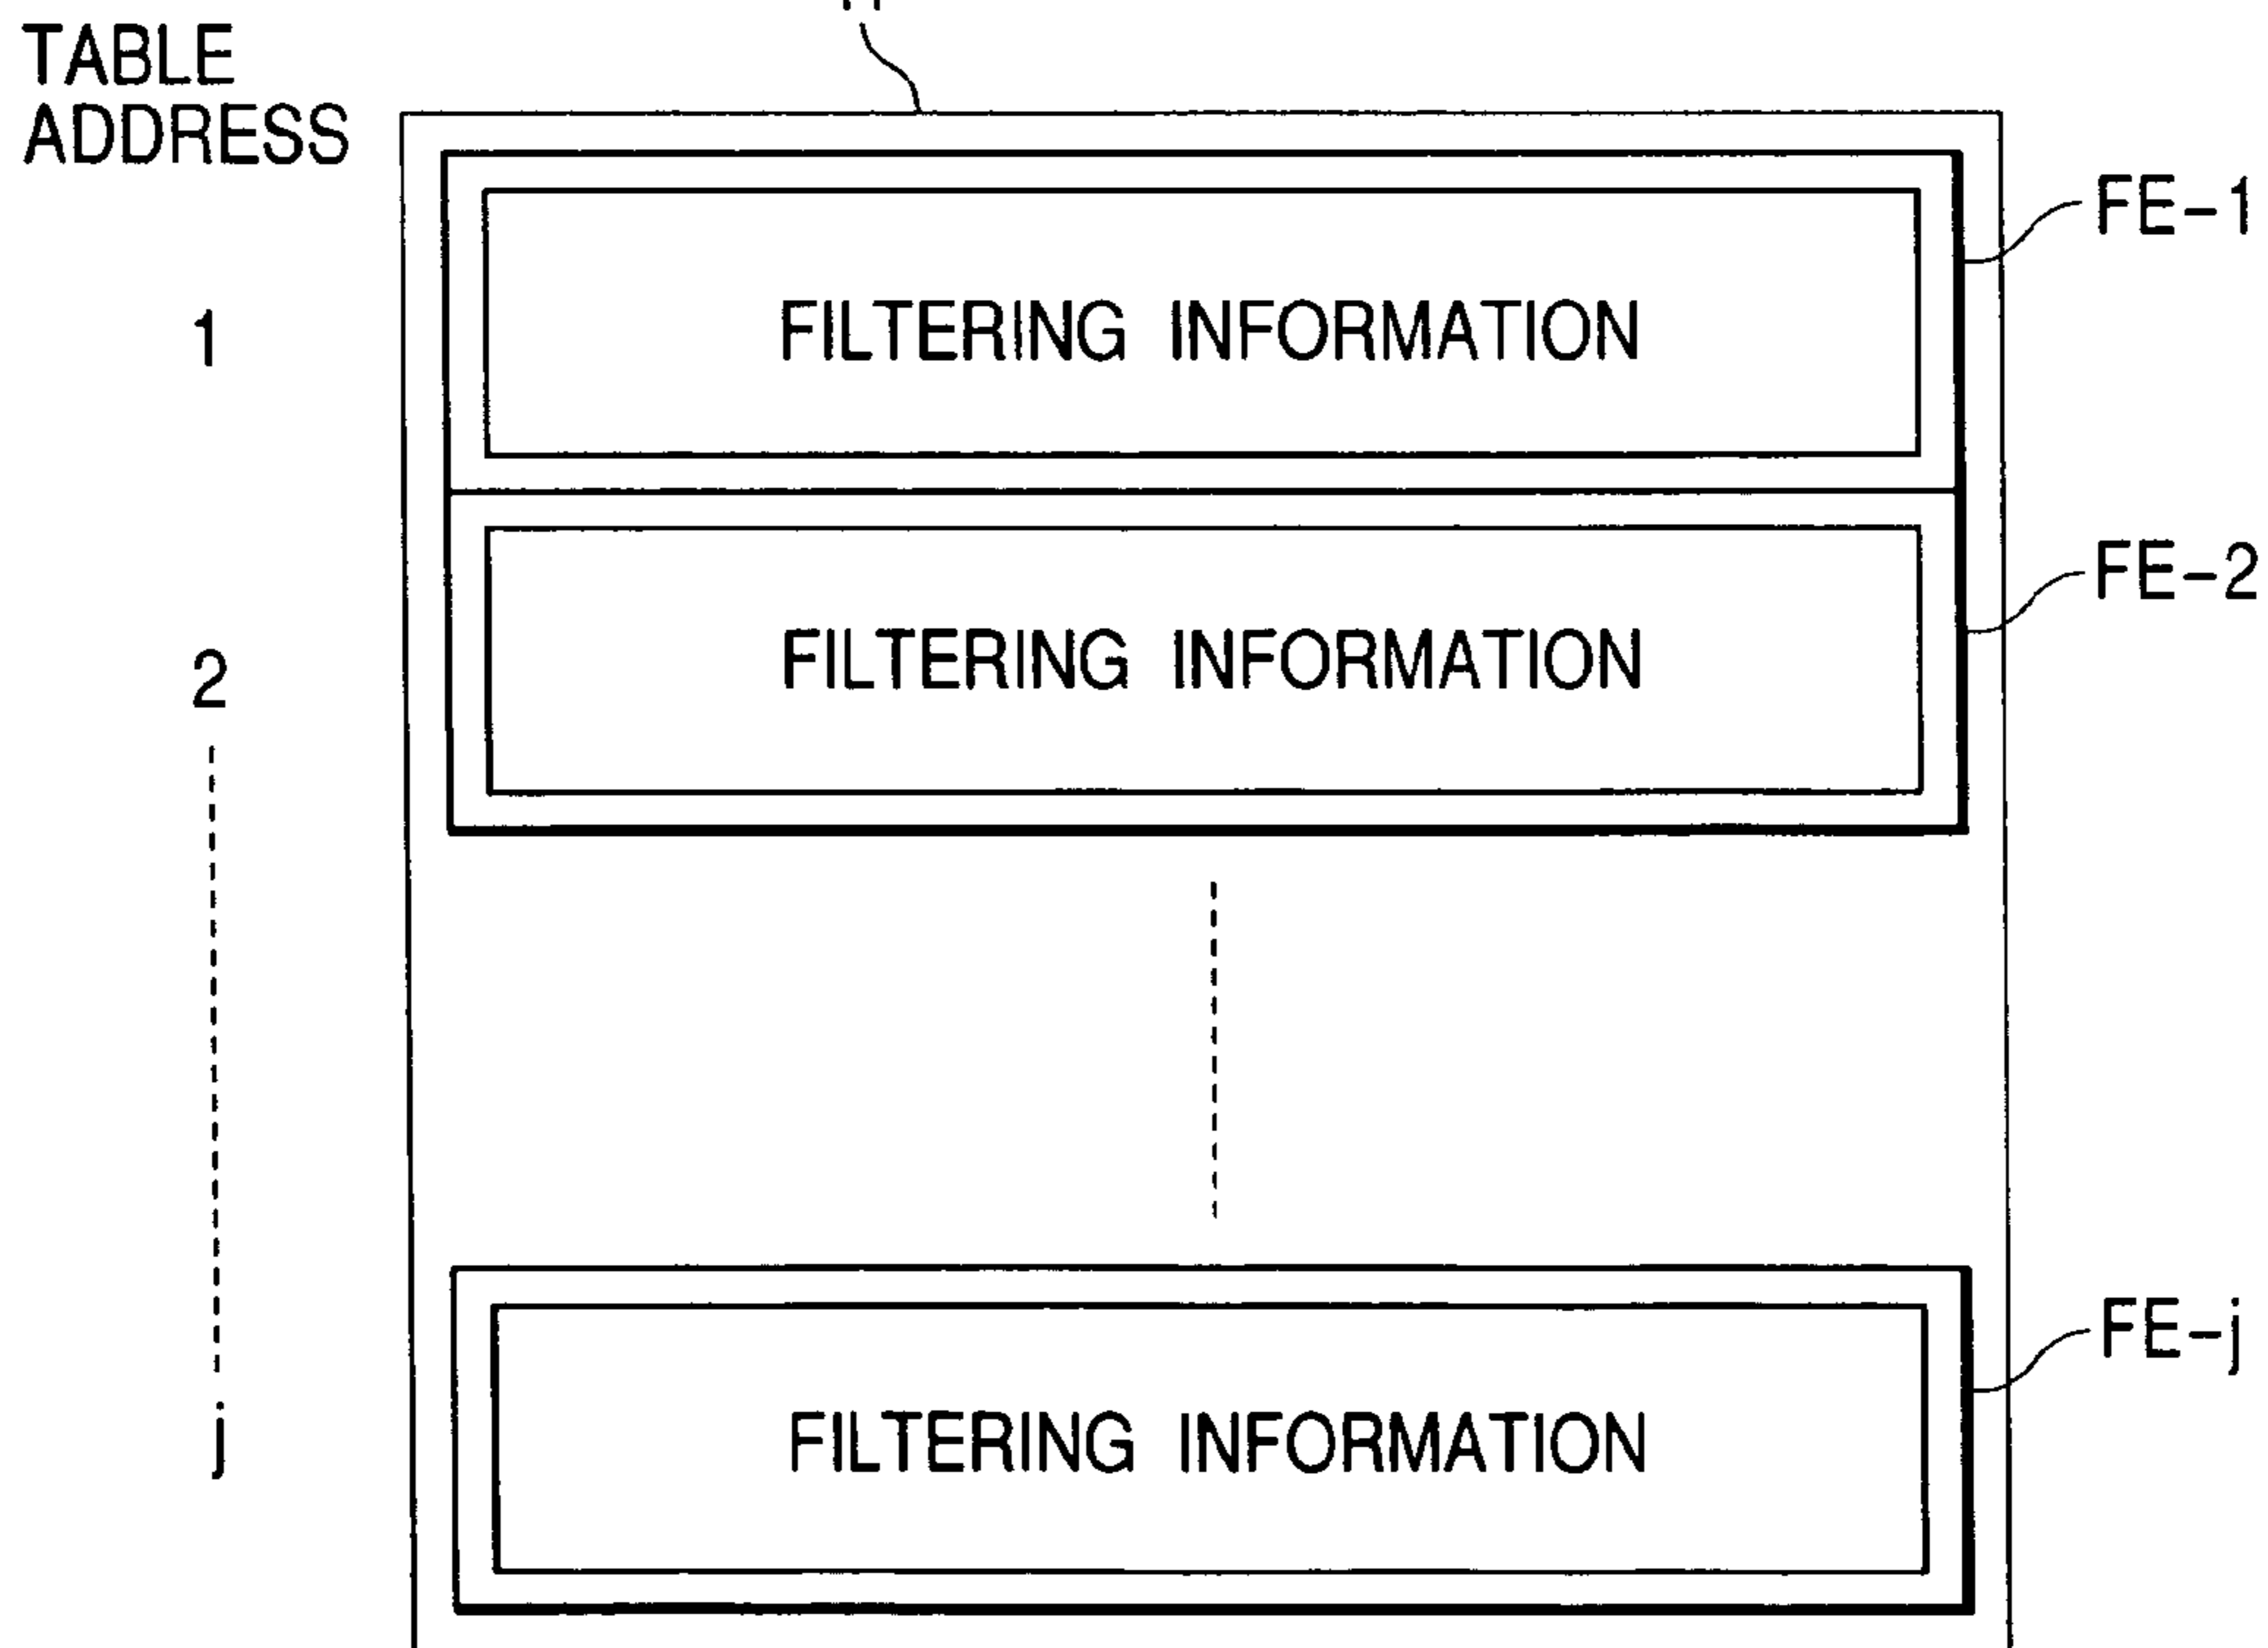 TABLE
ADDRESS
FE-1
1
FILTERING INFORMATION
FE-2
2
FILTERING INFORMATION
FE-j
j
FILTERING INFORMATION